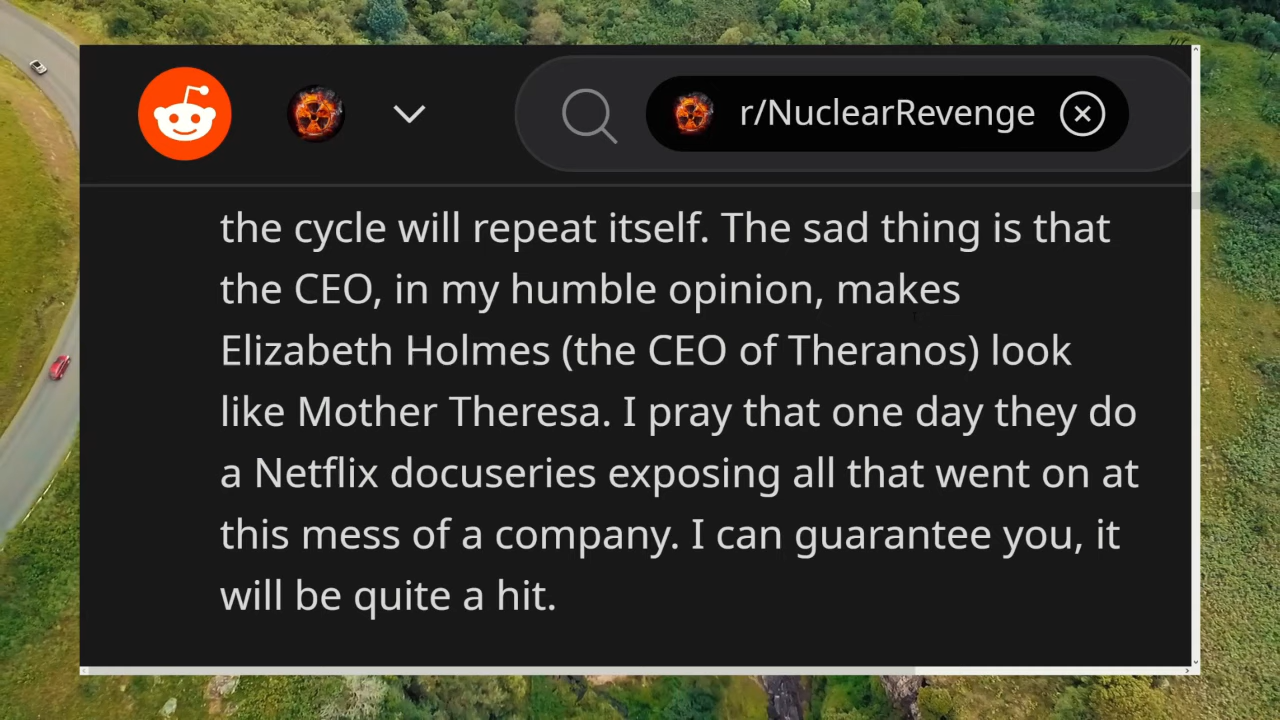 r/NuclearRevenge
the cycle will repeat itself. The sad thing is that
the CEO, in my humble opinion, makes
Elizabeth Holmes (the CEO of Theranos) look
like Mother Theresa. I pray that one day they do
a Netflix docuseries exposing all that went on at
this mess of a company. I can guarantee you, it
will be quite a hit.